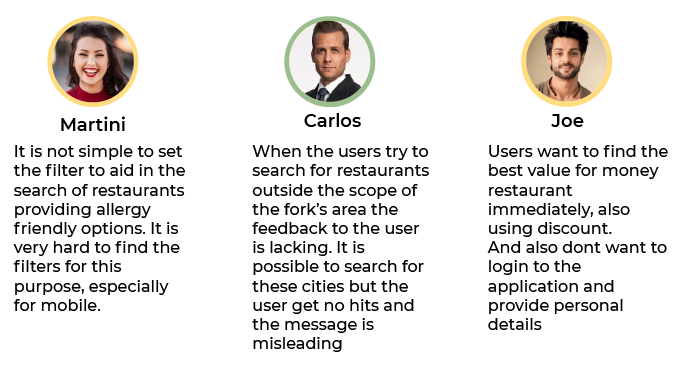 Martini
It is not simple to set
the filter to aid in the
search of restaurants
providing allergy
friendly options. It is
very hard to find the
filters for this
purpose, especially
for mobile.
Carlos
When the users try to
search for restaurants
outside the scope of
the fork's area the
feedback to the user
is lacking. It is
possible to search for
these cities but the
user get no hits and
the message is
misleading
Joe
Users want to find the
best value for money
restaurant
immediately, also
using discount.
And also dont want to
login to the
application and
provide personal
details